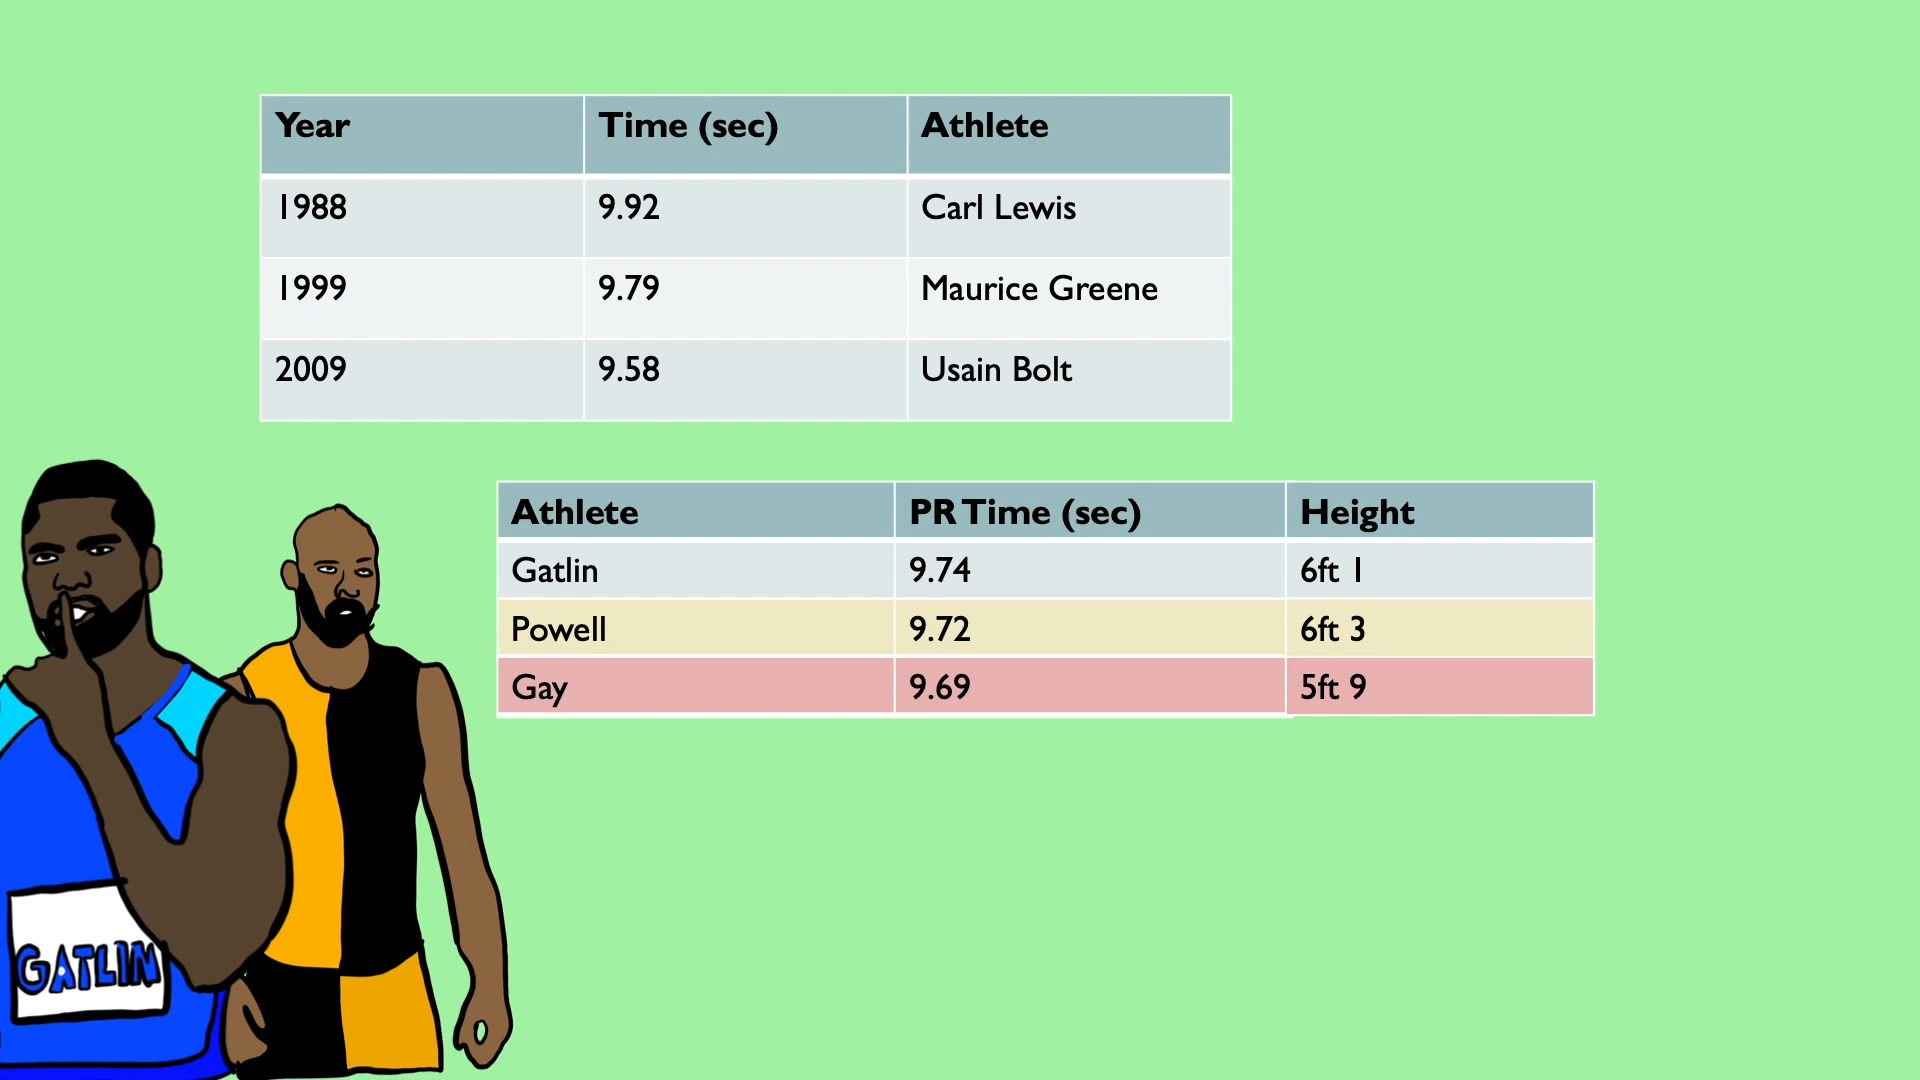 Year Time (sec) Athlete
1988 9.92 Carl Lewis
1999 9.79 Maurice Greene
2009 9.58 Usain Bolt
Athlete PR Time (sec) Height
Gatlin 9.74 6ft 1
Powell 9.72 6ft 3
Gay 9.69 5ft 9
GATLIN